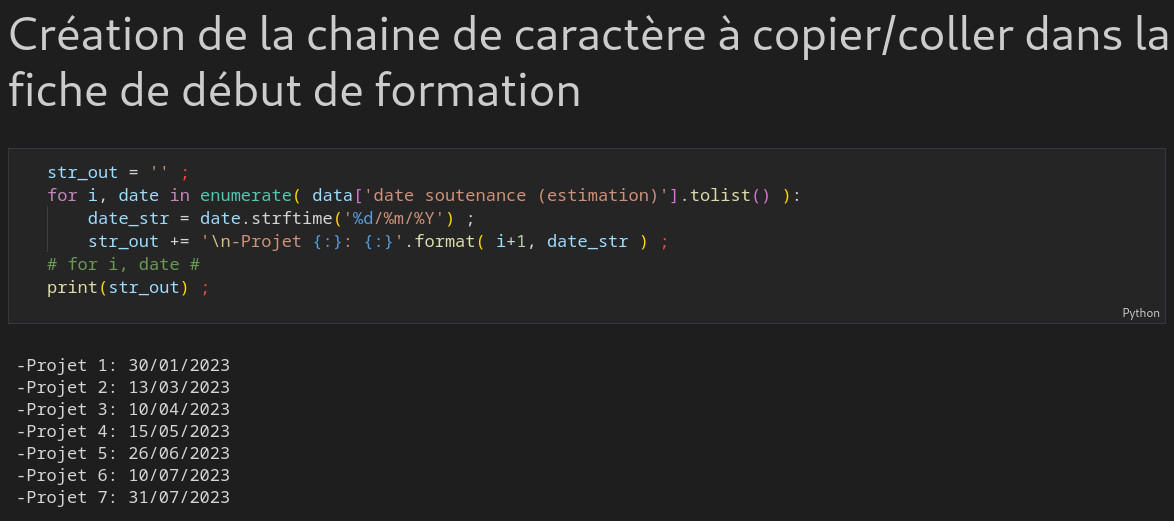 Création de la chaine de caractère à copier/coller dans la
fiche de début de formation
str_out = '' ;
for i, date in enumerate( data['date soutenance (estimation)'].tolist() ):
    date_str = date.strftime('%d/%m/%Y') ;
    str_out += '\n-Projet {:}: {:}'.format( i+1, date_str ) ;
# for i, date #
print(str_out) ;
Python
-Projet 1: 30/01/2023
-Projet 2: 13/03/2023
-Projet 3: 10/04/2023
-Projet 4: 15/05/2023
-Projet 5: 26/06/2023
-Projet 6: 10/07/2023
-Projet 7: 31/07/2023